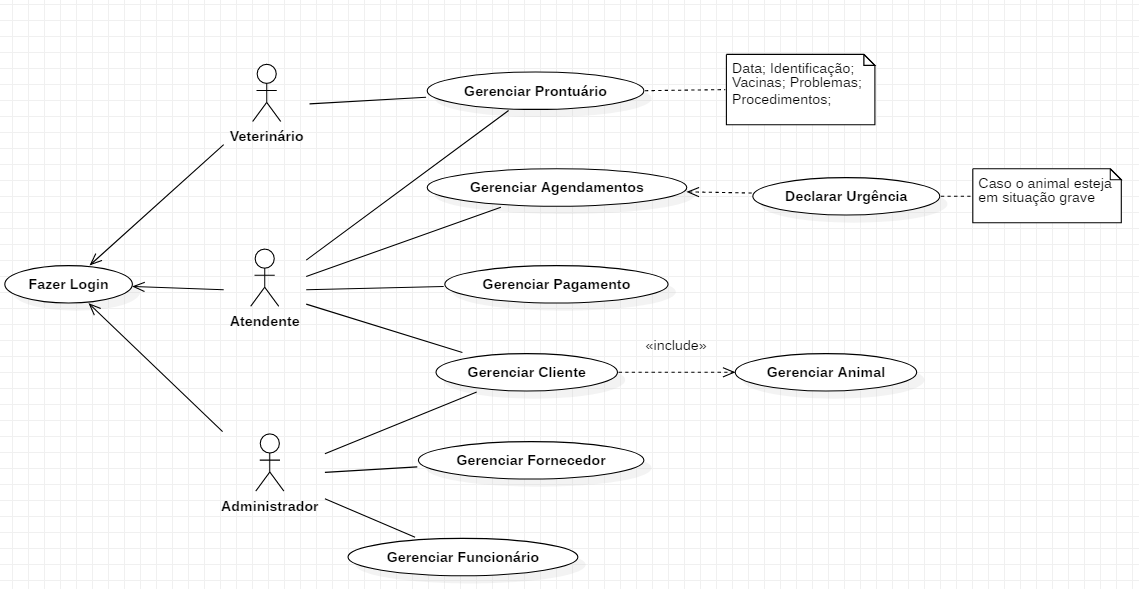 Veterinário
Gerenciar Prontuário
Data; Identificação;
Vacinas; Problemas;
Procedimentos;
Gerenciar Agendamentos
Declarar Urgência
Caso o animal esteja
em situação grave
Fazer Login
Atendente
Gerenciar Pagamento
«include»
Gerenciar Cliente
Gerenciar Animal
Administrador
Gerenciar Fornecedor
Gerenciar Funcionário